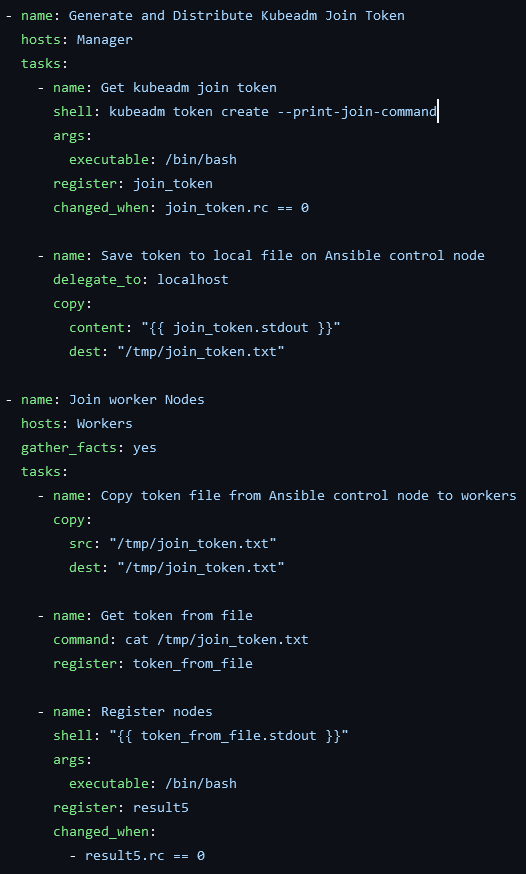 - name: Generate and Distribute Kubeadm Join Token
  hosts: Manager
  tasks:
    - name: Get kubeadm join token
      shell: kubeadm token create --print-join-command
      args:
        executable: /bin/bash
      register: join_token
      changed_when: join_token.rc == 0

    - name: Save token to local file on Ansible control node
      delegate_to: localhost
      copy:
        content: "{{ join_token.stdout }}"
        dest: "/tmp/join_token.txt"

- name: Join worker Nodes
  hosts: Workers
  gather_facts: yes
  tasks:
    - name: Copy token file from Ansible control node to workers
      copy:
        src: "/tmp/join_token.txt"
        dest: "/tmp/join_token.txt"

    - name: Get token from file
      command: cat /tmp/join_token.txt
      register: token_from_file

    - name: Register nodes
      shell: "{{ token_from_file.stdout }}"
      args:
        executable: /bin/bash
      register: result5
      changed_when:
        - result5.rc == 0